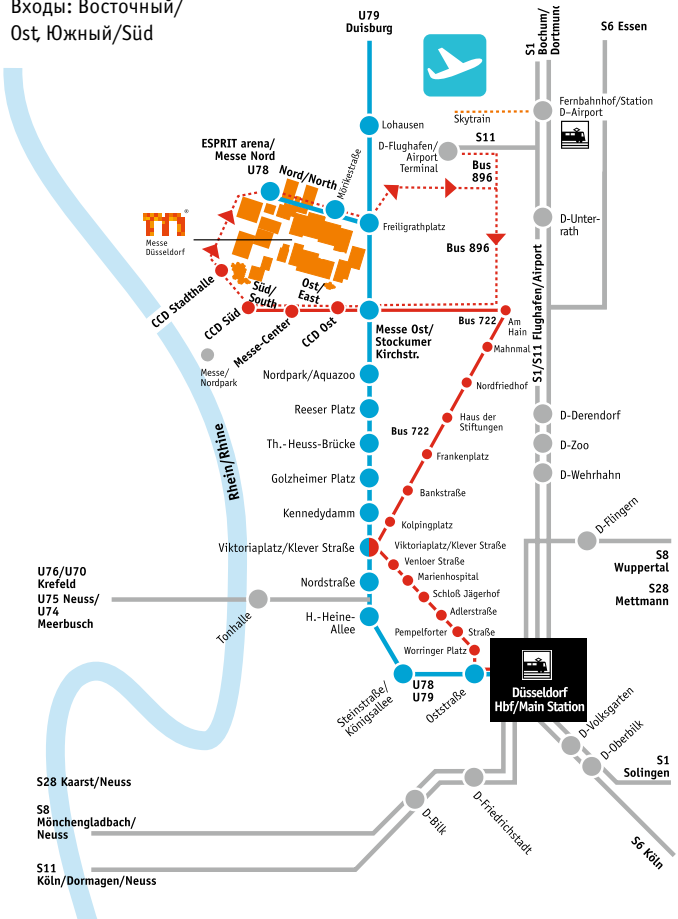 Входы: Восточный/
Ost, Южный/Süd
U79
Duisburg
S1
Bochum/
Dortmund
S6 Essen
Lohausen
Skytrain
Fernbahnhof/Station
D–Airport
S11
D-Flughafen/
Airport
Terminal
Bus
896
ESPRIT arena/
Messe Nord
U78
Nord/North
Mörikestraße
Freiligrathplatz
D-Unter-
rath
®
Messe
Düsseldorf
Bus 896
CCD Stadthalle
Süd/
South
Ost/
East
CCD Süd
Messe-Center
CCD Ost
Messe Ost/
Stockumer
Kirchstr.
Bus 722
Am
Hain
S1/S11 Flughafen/Airport
Messe/
Nordpark
Mahnmal
Nordpark/Aquazoo
Nordfriedhof
Reeser Platz
Haus der
Stiftungen
D-Derendorf
Bus 722
Th.-Heuss-Brücke
D-Zoo
Frankenplatz
Golzheimer Platz
D-Wehrhahn
Rhein/Rhine
Bankstraße
Kennedydamm
Kolpingplatz
D-Flingern
Viktoriaplatz/Klever Straße
Viktoriaplatz/Klever Straße
Venloer Straße
S8
Wuppertal
U76/U70
Krefeld
U75 Neuss/
U74
Meerbusch
Nordstraße
Marienhospital
S28
Mettmann
Schloß Jägerhof
Tonhalle
H.-Heine-
Allee
Adlerstraße
Pempelforter Straße
Worringer Platz
Steinstraße/
Königsallee
U78
U79
Oststraße
Düsseldorf
Hbf/Main Station
D-Volksgarten
D-Oberbilk
S1
Solingen
S28 Kaarst/Neuss
S8
Mönchengladbach/
Neuss
D-Bilk
D-Friedrichstadt
S6 Köln
S11
Köln/Dormagen/Neuss